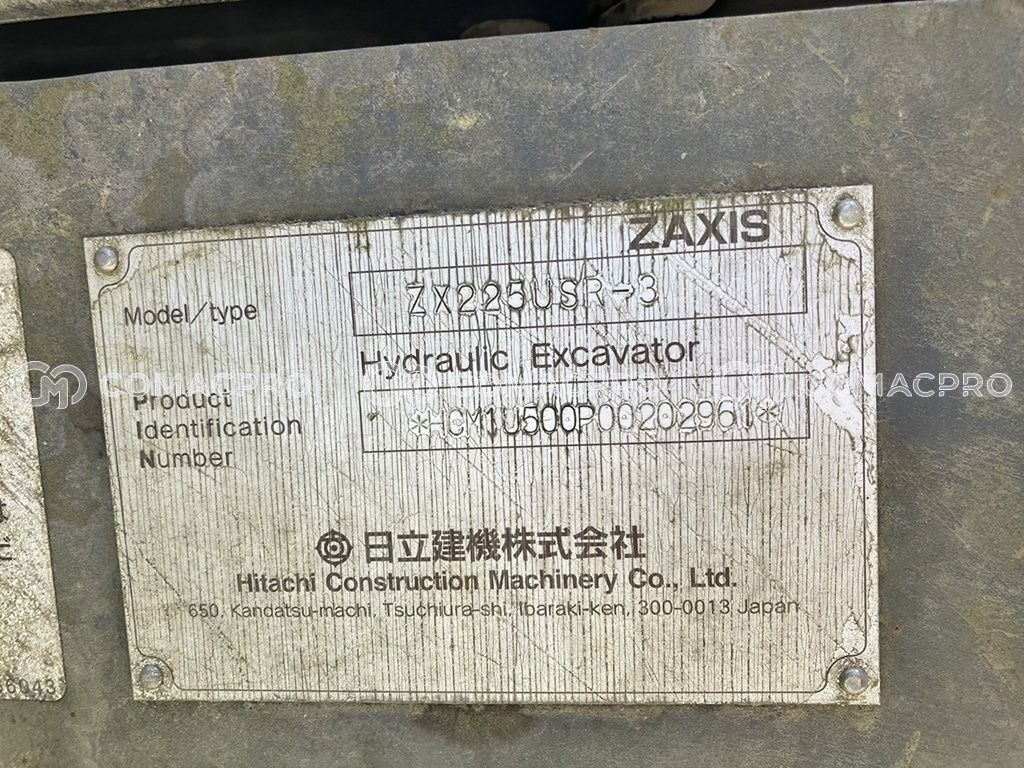 ZAXIS
Model/type
ZX225USR-3
Hydraulic Excavator
COMACPRO
COMACPRO
Product
Identification
Number
*HCM1U500P00202961*
日立建機株式会社
Hitachi Construction Machinery Co., Ltd.
650, Kandatsu-machi, Tsuchiura-shi, Ibaraki-ken, 300-0013 Japan